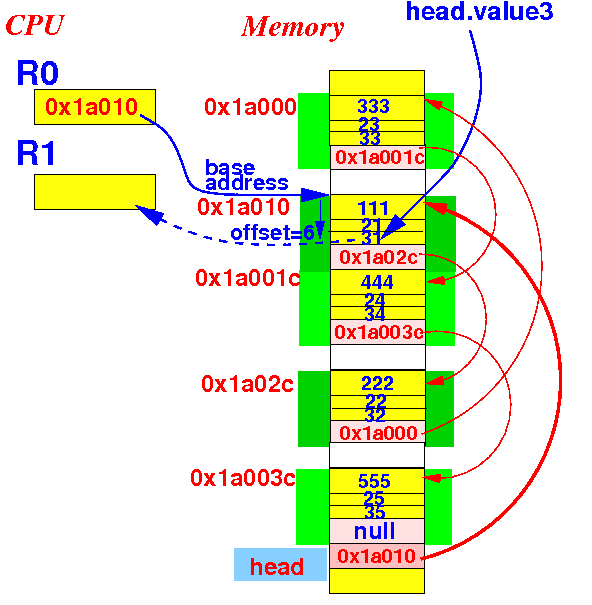 CPU
Memory
head.value3
R0
0x1a010
R1
base
address
offset=6
0x1a000
333
23
33
0x1a001c
0x1a010
111
21
31
0x1a02c
0x1a001c
444
24
34
0x1a003c
0x1a02c
222
22
32
0x1a000
0x1a003c
555
25
35
null
head
0x1a010